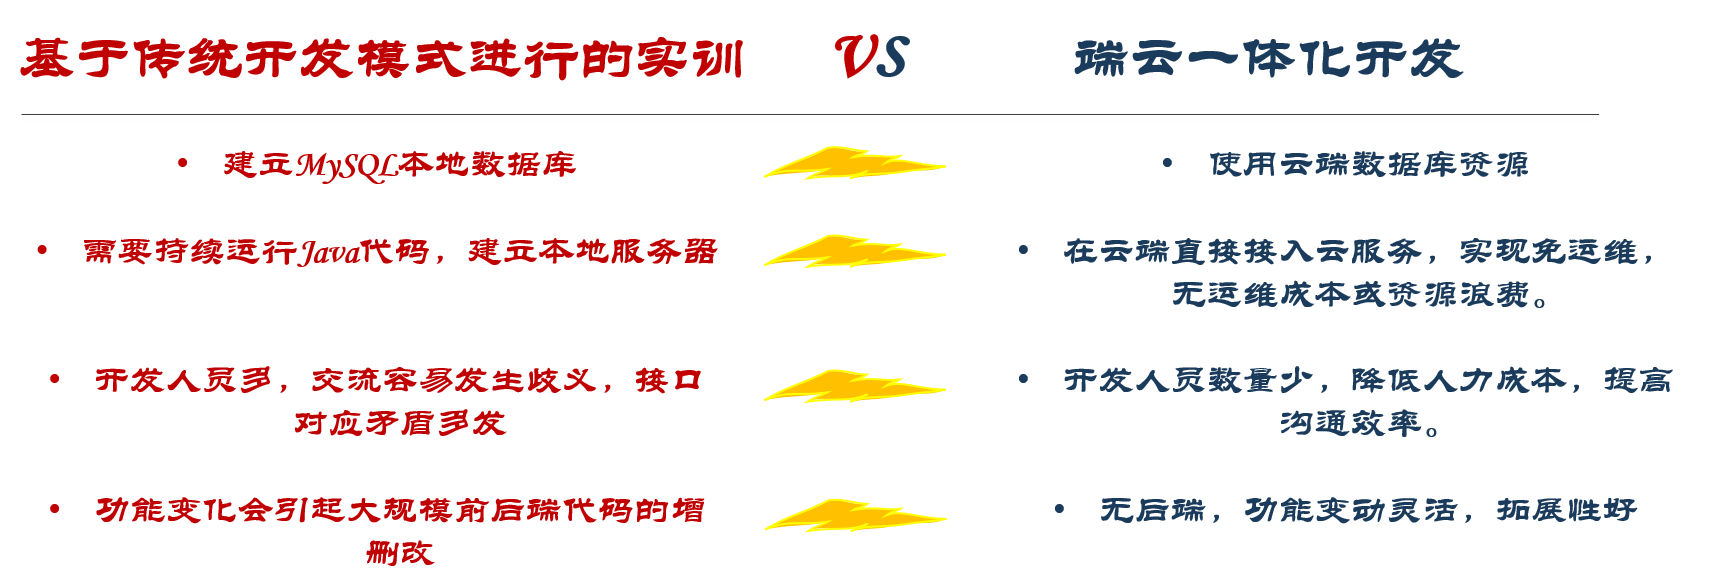 基于传统开发模式进行的实训 VS 端云一体化开发
• 建立MySQL本地数据库
• 使用云端数据库资源
• 需要持续运行Java代码，建立本地服务器
• 在云端直接接入云服务，实现免运维，
无运维成本或资源浪费。
• 开发人员多，交流容易发生歧义，接口
对应矛盾多发
• 开发人员数量少，降低人力成本，提高
沟通效率。
• 功能变化会引起大规模前后端代码的增
删改
• 无后端，功能变动灵活，拓展性好